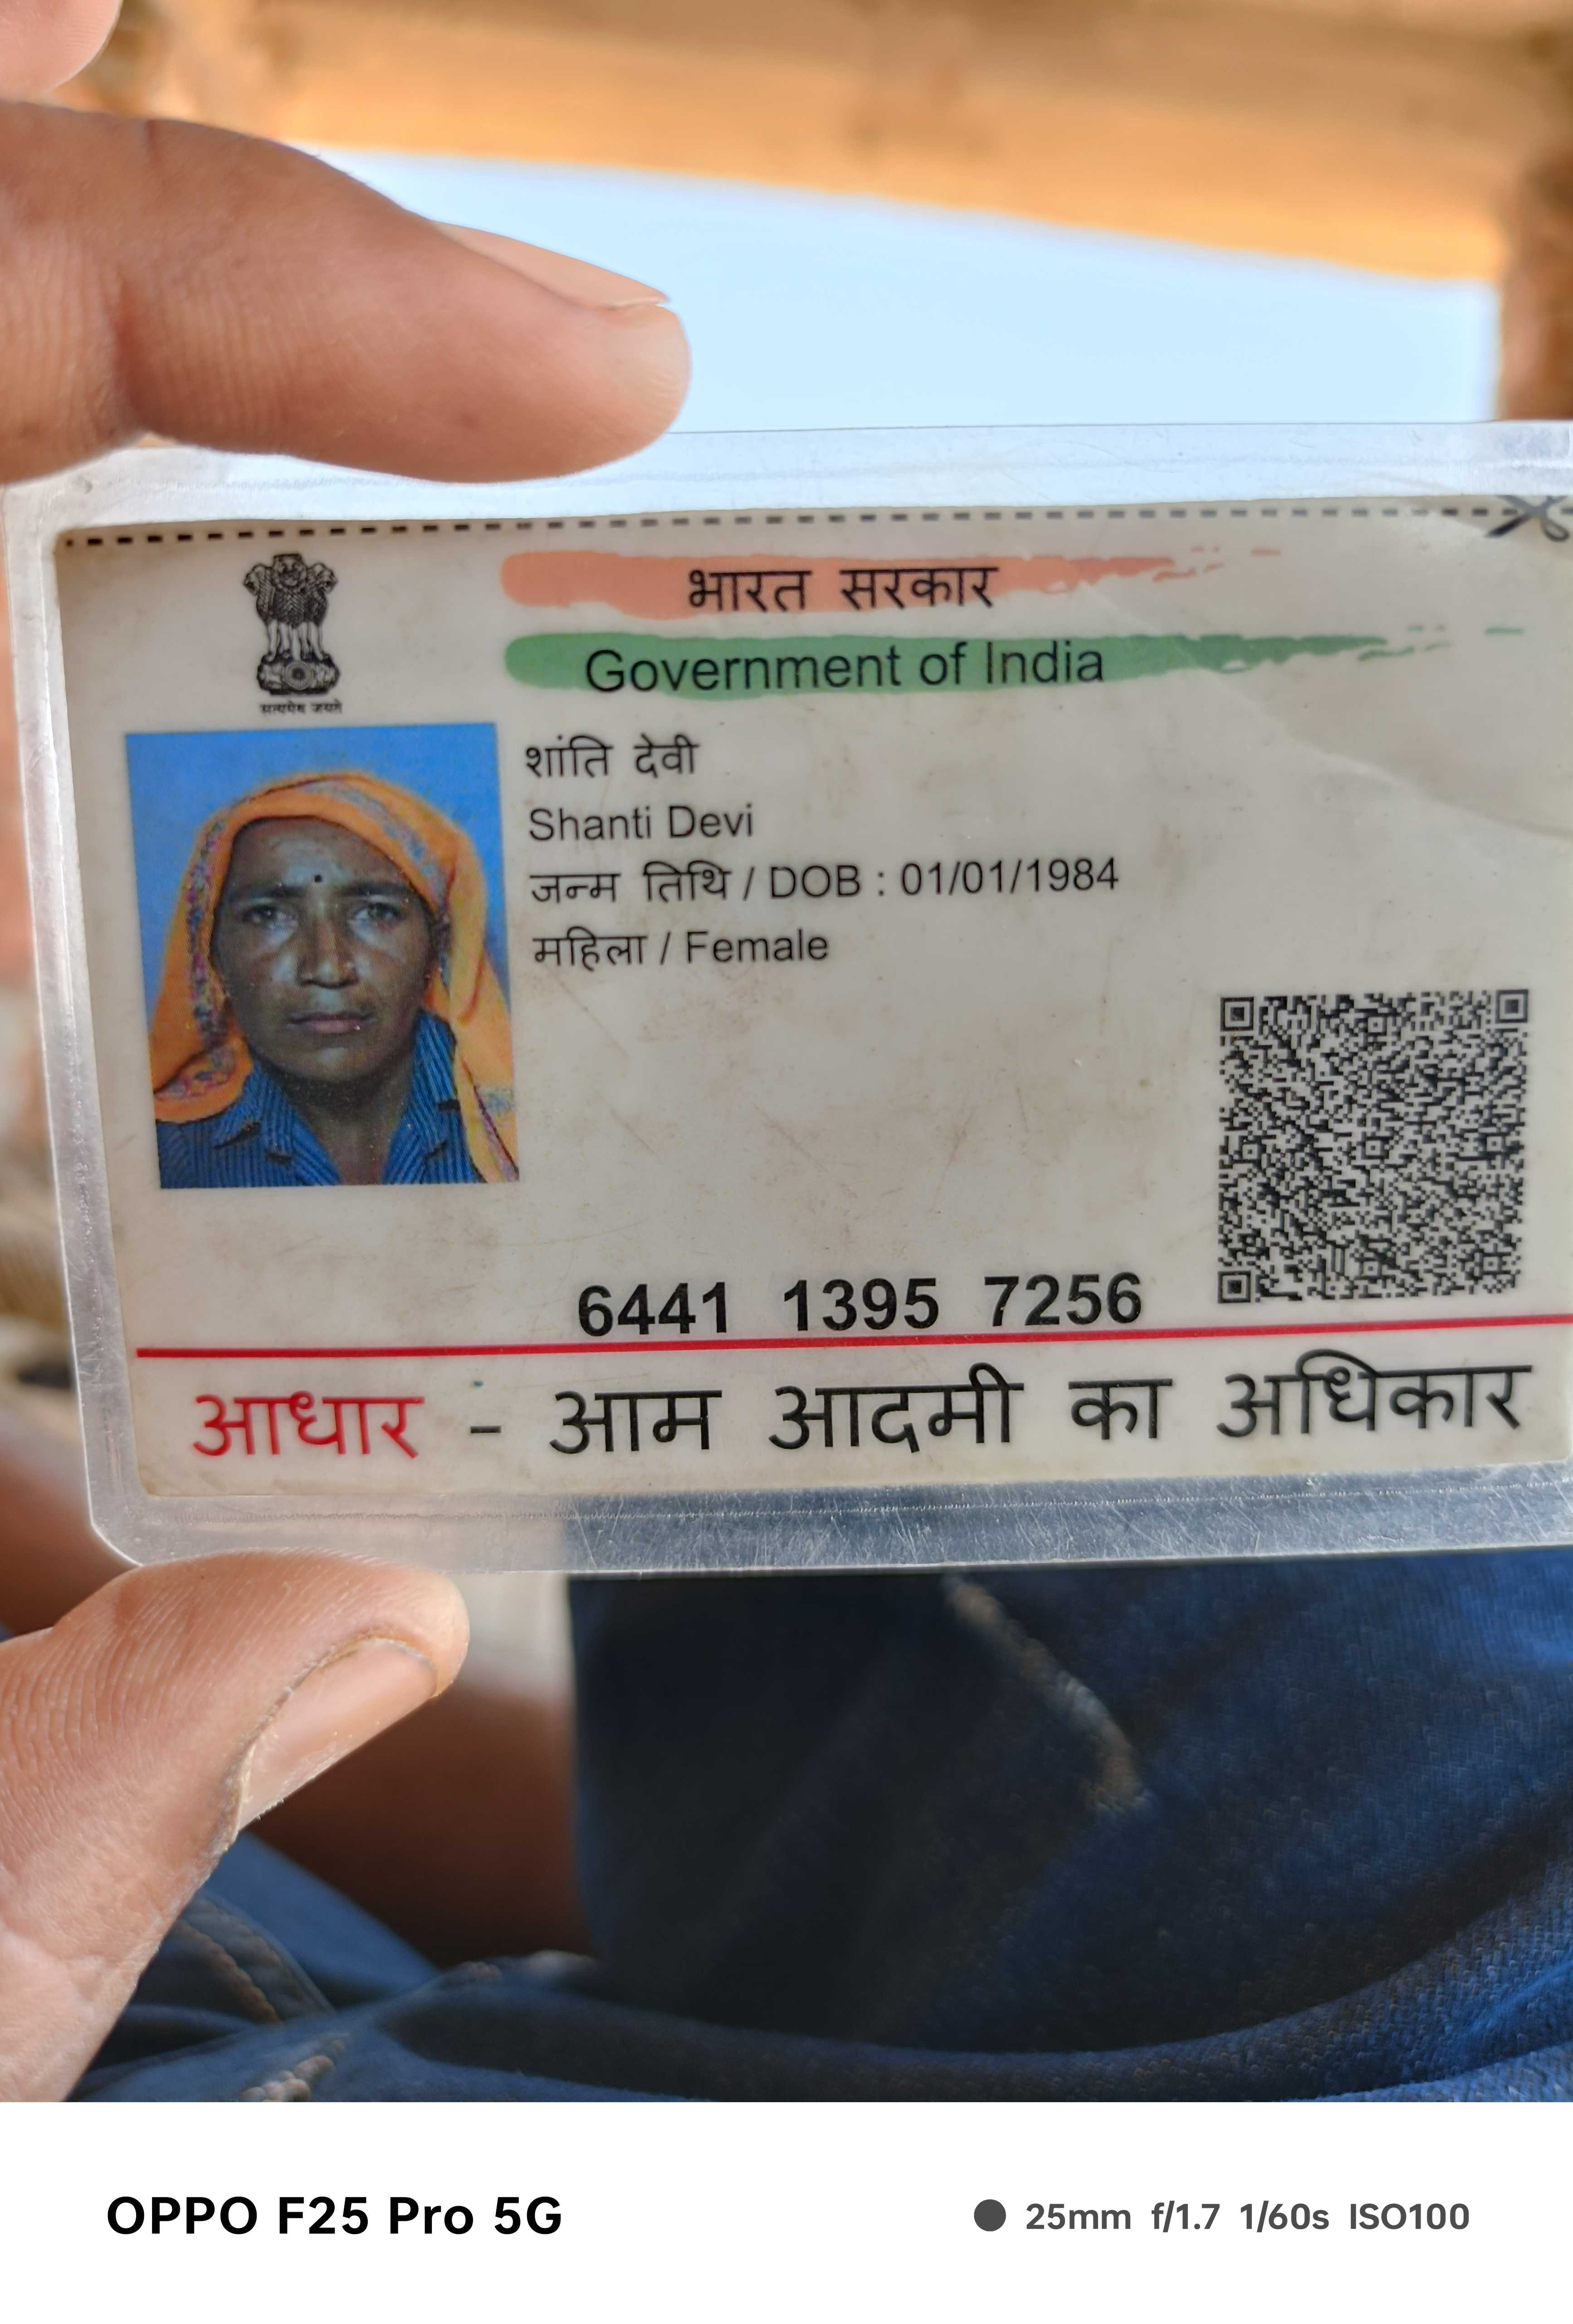 भारत सरकार
Government of India
सत्यमेव जयते
शांति देवी
Shanti Devi
जन्म तिथि / DOB : 01/01/1984
महिला / Female
6441 1395 7256
आधार - आम आदमी का अधिकार
OPPO F25 Pro 5G
25mm f/1.7 1/60s ISO100